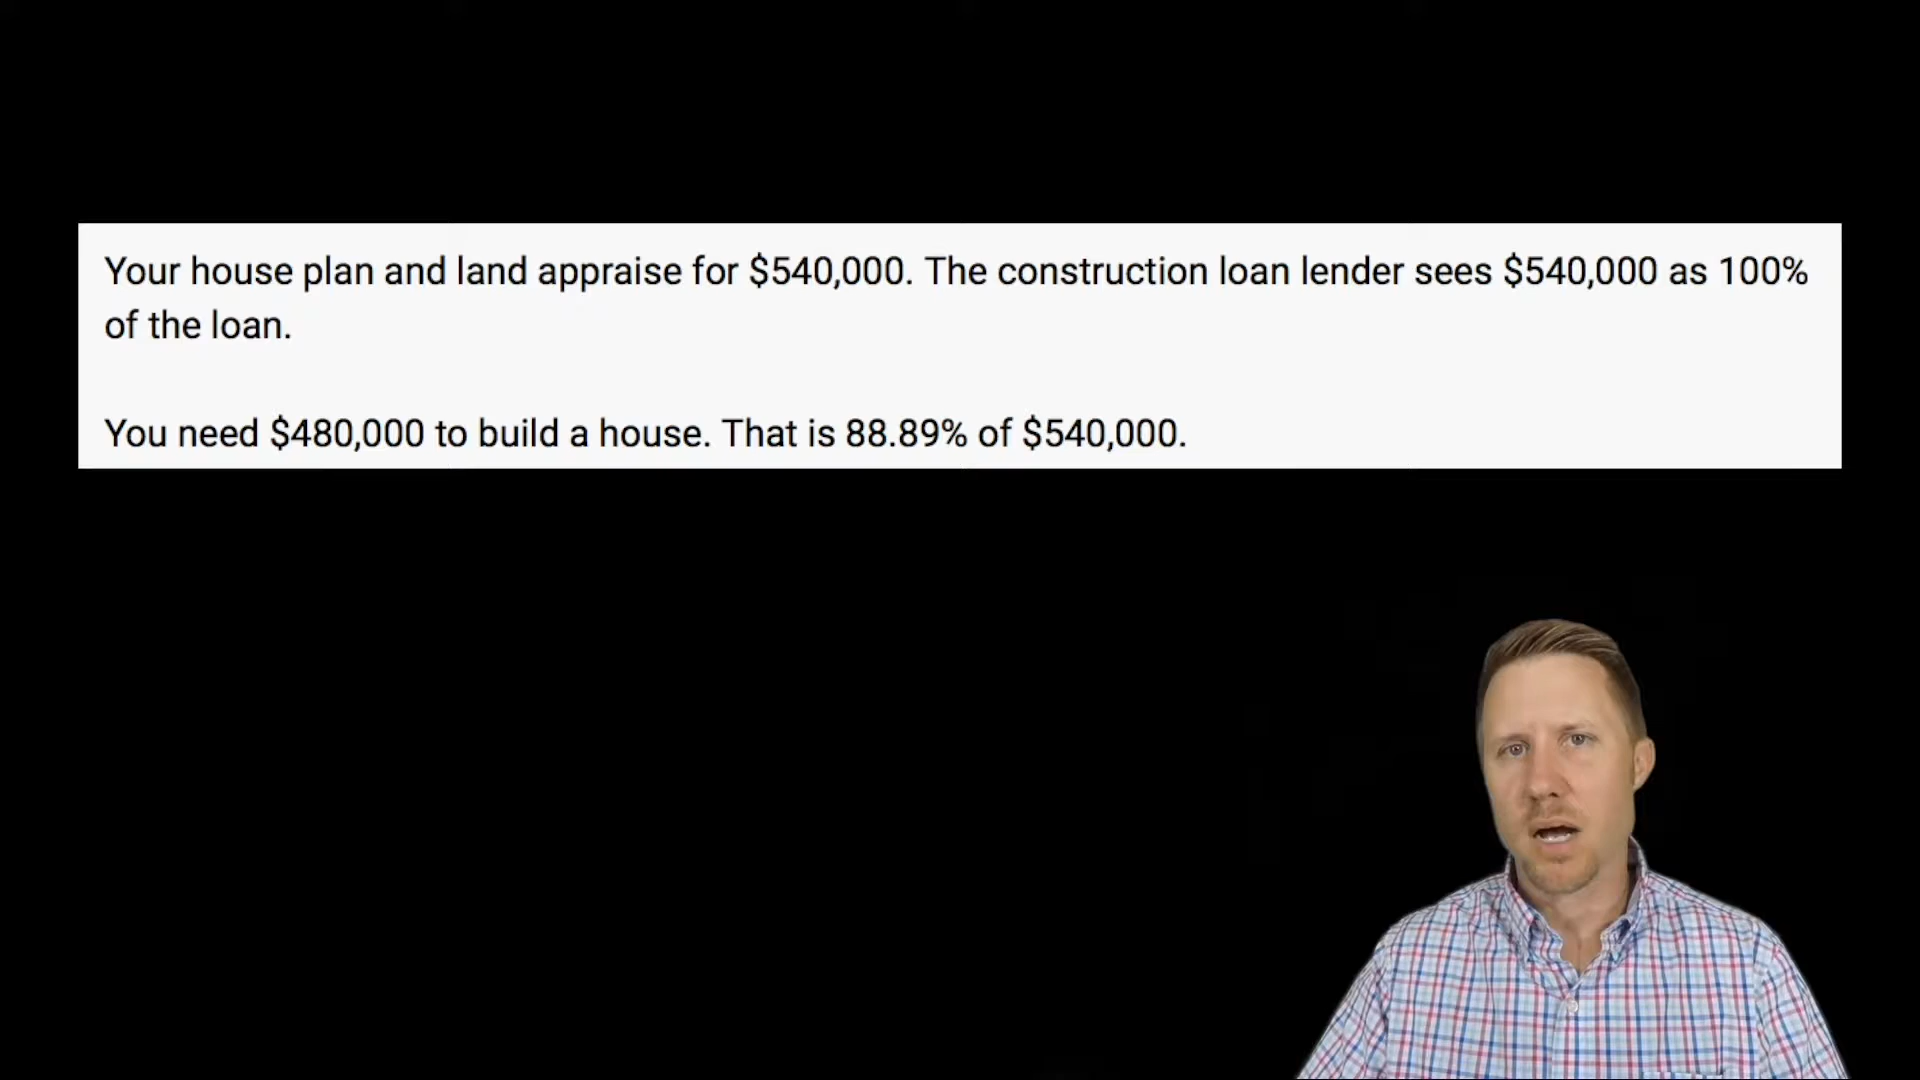 Your house plan and land appraise for $540,000. The construction loan lender sees $540,000 as 100%
of the loan.
You need $480,000 to build a house. That is 88.89% of $540,000.